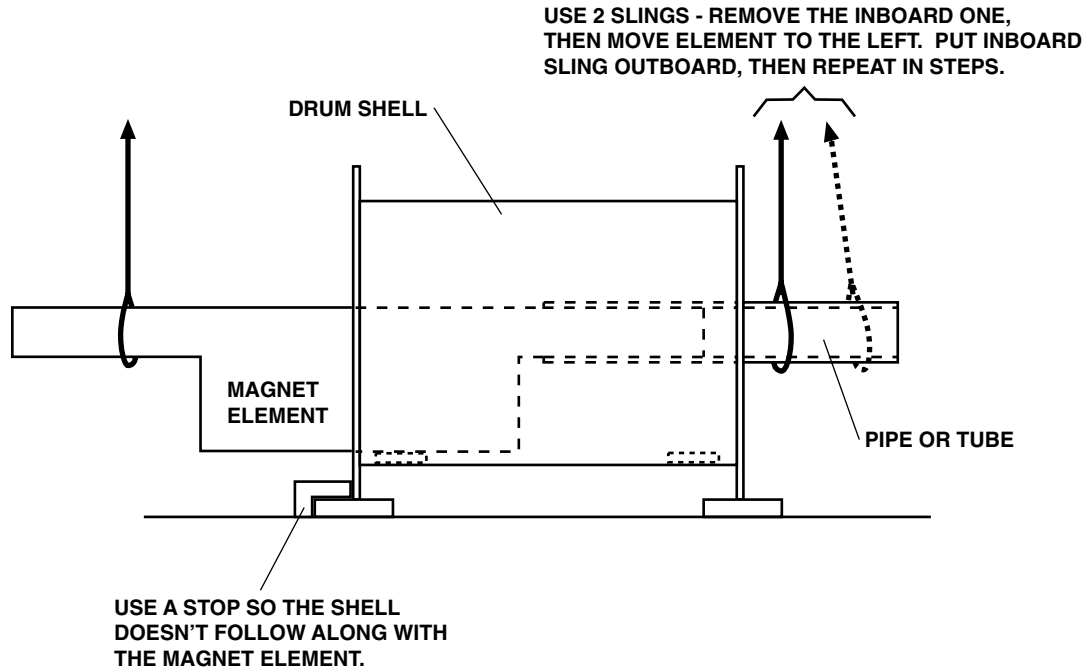 USE 2 SLINGS - REMOVE THE INBOARD ONE,
THEN MOVE ELEMENT TO THE LEFT.  PUT INBOARD
SLING OUTBOARD, THEN REPEAT IN STEPS.
DRUM SHELL
MAGNET
ELEMENT
PIPE OR TUBE
USE A STOP SO THE SHELL
DOESN'T FOLLOW ALONG WITH
THE MAGNET ELEMENT.